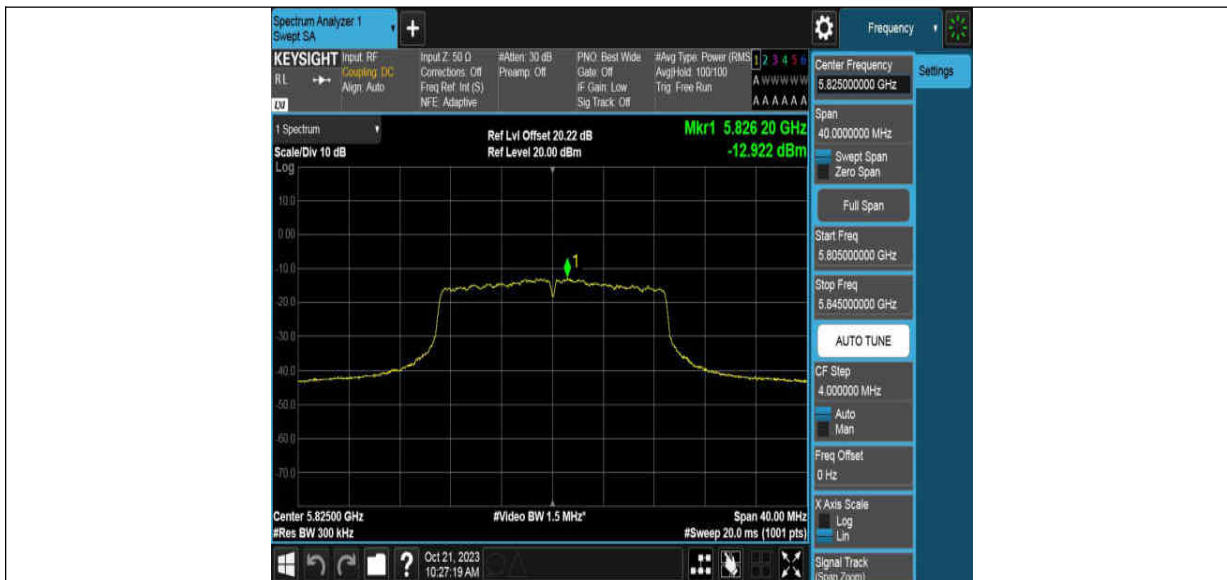 Spectrum Analyzer 1
Swept SA
+
Frequency
KEYSIGHT
RL
LXI
Input: RF
Coupling: DC
Align: Auto
Input Z: 50 Ω
Corrections: Off
Freq Ref: Int (S)
NFE: Adaptive
#Atten: 30 dB
Preamp: Off
PNO: Best Wide
Gate: Off
IF Gain: Low
Sig Track: Off
#Avg Type: Power (RMS
Avg|Hold: 100/100
Trig: Free Run
1 2 3 4 5 6
A W W W W W
A A A A A A
1 Spectrum
Scale/Div 10 dB
Log
Ref Lvl Offset 20.22 dB
Ref Level 20.00 dBm
Mkr1 5.826 20 GHz
-12.922 dBm
10.0
0.00
-10.0
-20.0
-30.0
-40.0
-50.0
-60.0
-70.0
1
Center 5.82500 GHz
#Res BW 300 kHz
#Video BW 1.5 MHz*
Span 40.00 MHz
#Sweep 20.0 ms (1001 pts)
?
Oct 21, 2023
10:27:19 AM
Center Frequency
5.825000000 GHz
Settings
Span
40.0000000 MHz
Swept Span
Zero Span
Full Span
Start Freq
5.805000000 GHz
Stop Freq
5.845000000 GHz
AUTO TUNE
CF Step
4.000000 MHz
Auto
Man
Freq Offset
0 Hz
X Axis Scale
Log
Lin
Signal Track
(Span Zoom)